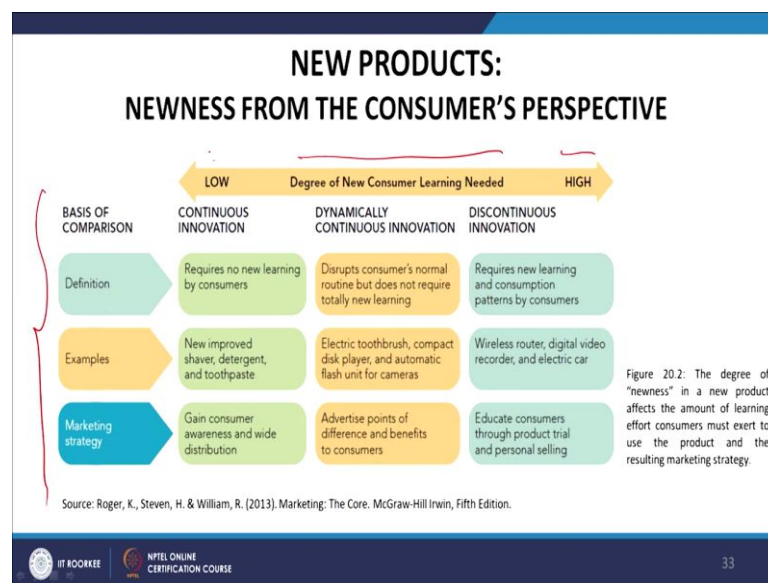 NEW PRODUCTS:
NEWNESS FROM THE CONSUMER'S PERSPECTIVE
LOW Degree of New Consumer Learning Needed HIGH
BASIS OF
COMPARISON
CONTINUOUS
INNOVATION
DYNAMICALLY
CONTINUOUS INNOVATION
DISCONTINUOUS
INNOVATION
Definition
Requires no new learning
by consumers
Disrupts consumer's normal
routine but does not require
totally new learning
Requires new learning
and consumption
patterns by consumers
Examples
New improved
shaver, detergent,
and toothpaste
Electric toothbrush, compact
disk player, and automatic
flash unit for cameras
Wireless router, digital video
recorder, and electric car
Marketing
strategy
Gain consumer
awareness and wide
distribution
Advertise points of
difference and benefits
to consumers
Educate consumers
through product trial
and personal selling
Figure 20.2: The degree of
"newness" in a new product
affects the amount of learning
effort consumers must exert to
use the product and the
resulting marketing strategy.
Source: Roger, K., Steven, H. & William, R. (2013). Marketing: The Core. McGraw-Hill Irwin, Fifth Edition.
IIT ROORKEE
NPTEL ONLINE
CERTIFICATION COURSE
33